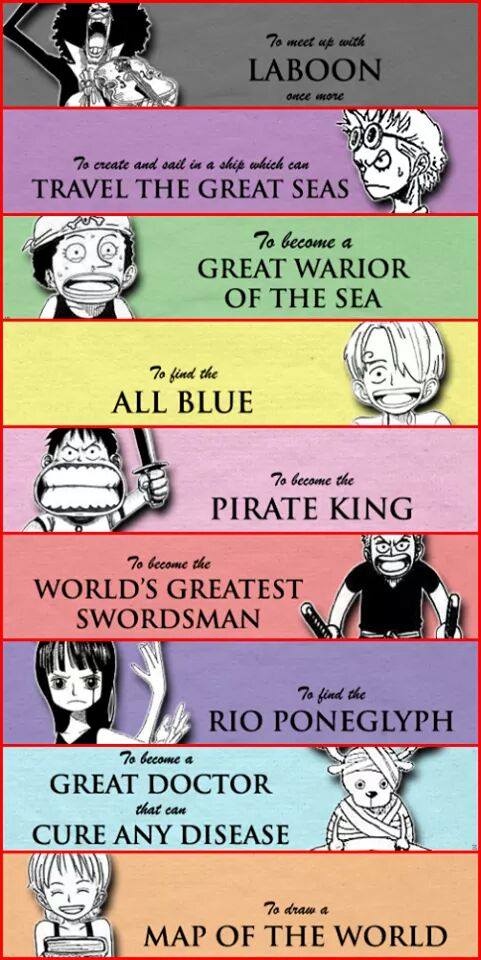 To meet up with
LABOON
once more
To create and sail in a ship which can
TRAVEL THE GREAT SEAS
To become a
GREAT WARIOR
OF THE SEA
To find the
ALL BLUE
To become the
PIRATE KING
To become the
WORLD'S GREATEST
SWORDSMAN
To find the
RIO PONEGLYPH
To become a
GREAT DOCTOR
that can
CURE ANY DISEASE
To draw a
MAP OF THE WORLD